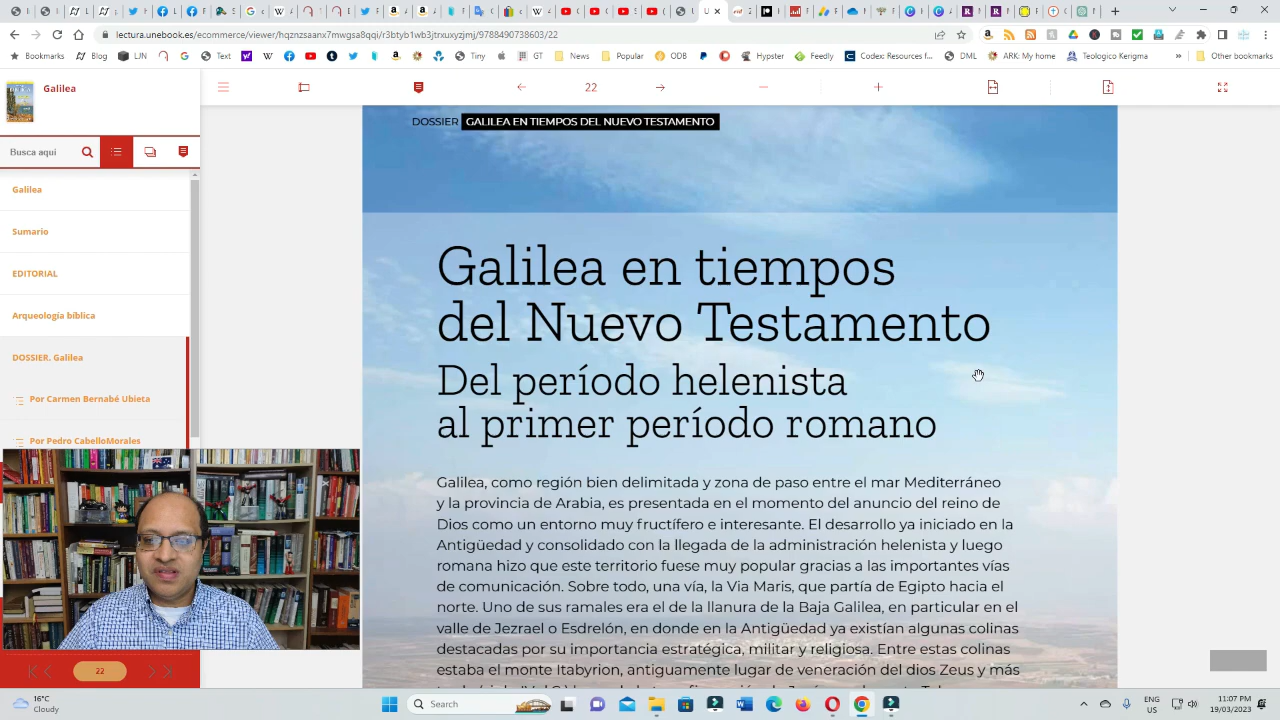 lectura.unebook.es/ecommerce/viewer/hqznzsaanx7mwgsa8qqi/r3btyb1wb3jtrxuyxzjmj/9788490738603/22
Bookmarks
Blog
LJN
Text
W
Tiny
Other GT
News
Popular
ODB
Hypster
Feedly
Codex Resources f...
DML
ARK: My home
Teologico Keywords
Other bookmarks
Galilea
22
Busca aqui
Galilea
Sumario
EDITORIAL
Arqueología bíblica
DOSSIER. Galilea
Por Carmen Bernabé Ubieta
Por Pedro CabelloMorales
22
DOSSIER GALILEA EN TIEMPOS DEL NUEVO TESTAMENTO
Galilea en tiempos
del Nuevo Testamento
Del período helenista
al primer período romano
Galilea, como región bien delimitada y zona de paso entre el mar Mediterráneo
y la provincia de Arabia, es presentada en el momento del anuncio del reino de
Dios como un entorno muy fructífero e interesante. El desarrollo ya iniciado en la
Antigüedad y consolidado con la llegada de la administración helenista y luego
romana hizo que este territorio fuese muy popular gracias a las importantes vías
de comunicación. Sobre todo, una vía, la Via Maris, que partía de Egipto hacia el
norte. Uno de sus ramales era el de la llanura de la Baja Galilea, en particular en el
valle de Jezrael o Esdrelón, en donde en la Antigüedad ya existían algunas colinas
destacadas por su importancia estratégica, militar y religiosa. Entre estas colinas
estaba el monte Itabyrion, antiguamente lugar de veneración del dios Zeus y más
16°C
Cloudy
Search
ENG
US
11:07 PM
19/03/2023